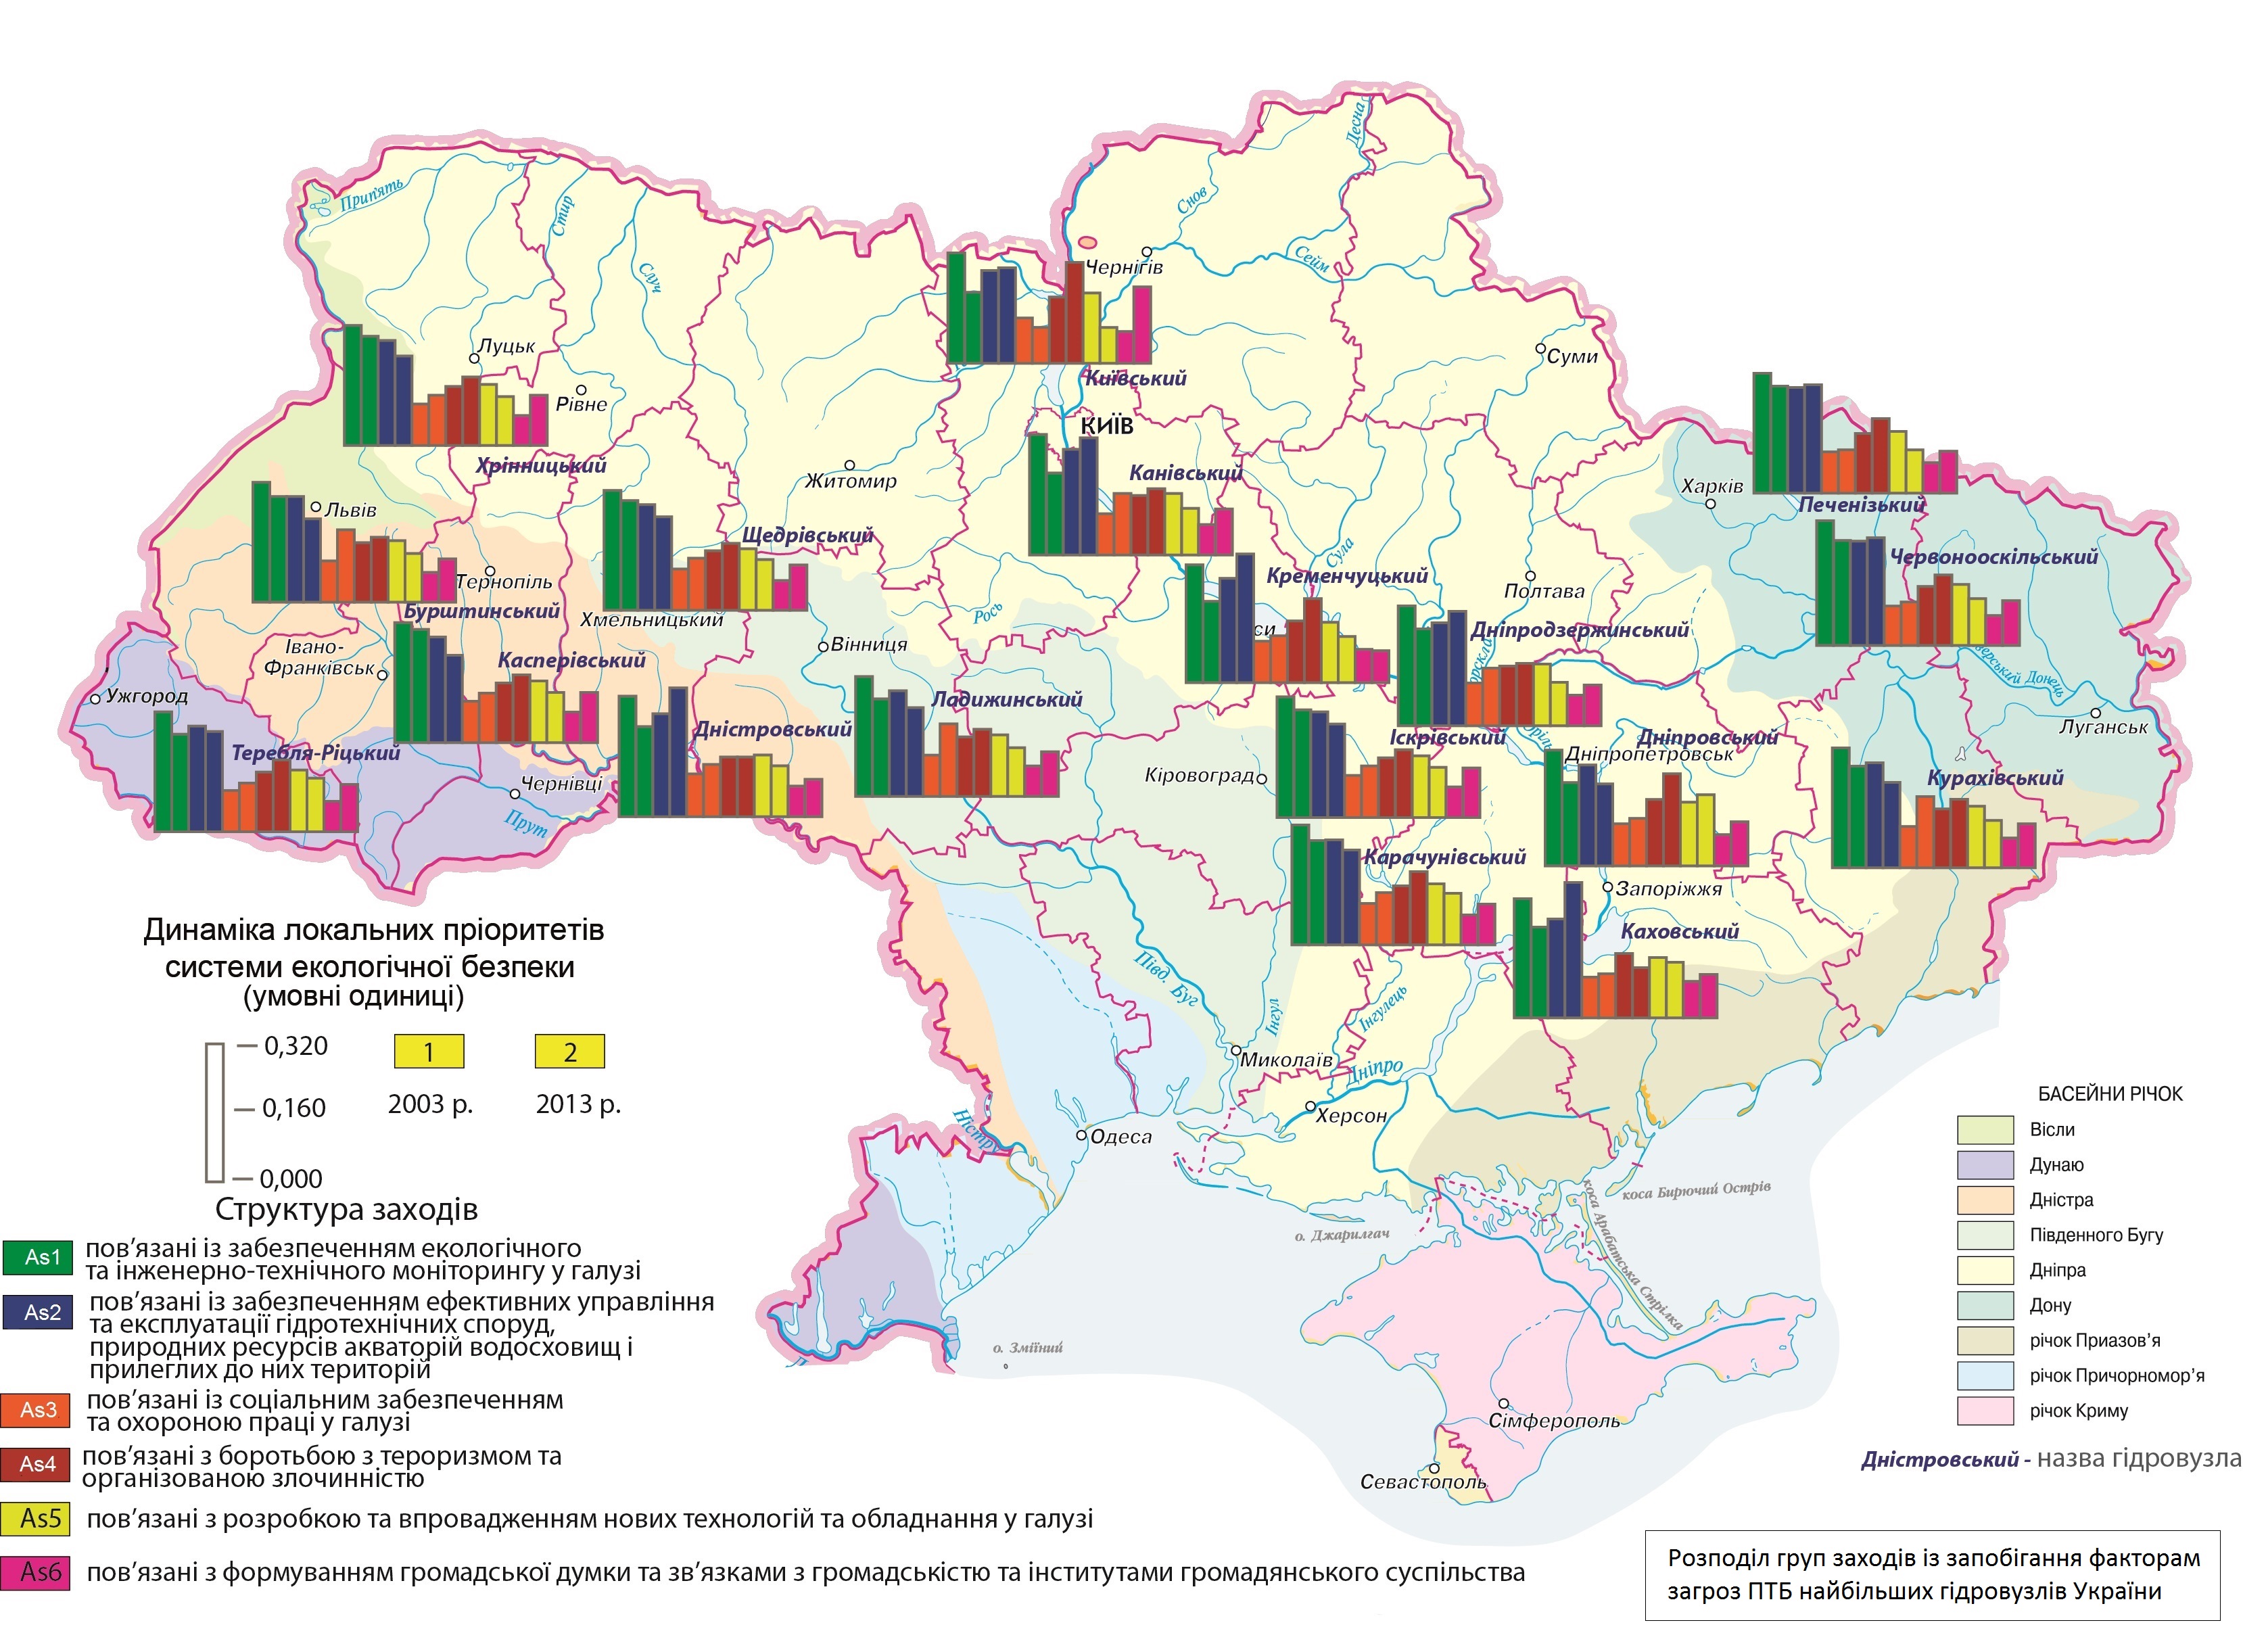 Десна
Прип'ять
Стир
Случ
Снов
Сейм
Чернігів
Луцьк
Рівне
Київський
Суми
КИЇВ
Хрінницький
Житомир
Канівський
Харків
Печенізький
Львів
Щедрівський
Сула
Червонооскільський
Тернопіль
Бурштинський
Хмельницький
Рось
Кременчуцький
Полтава
си
Дніпродзержинський
Івано-
Франківськ
Вінниця
Касперівський
орскла
верський Донець
Ужгород
Ладижинський
Луганськ
Теребля-Ріцький
Дністровський
Іскрівський
оріль
Дніпровський
Дніпропетровськ
Кіровоград
Курахівський
Чернівці
Прут
Карачунівський
Запоріжжя
Каховський
Півд. Буг
Інгул
Інгулець
Миколаїв
Дніпро
Херсон
Одеса
Ністру
коса Бирючий Острів
коса Арабатська Стрілка
о. Джарилгач
о. Зміїний
Сімферополь
Севастополь
Динаміка локальних пріоритетів
системи екологічної безпеки
(умовні одиниці)
0,320
0,160
0,000
1
2
2003 р.
2013 р.
Структура заходів
As1
пов'язані із забезпеченням екологічного
та інженерно-технічного моніторингу у галузі
As2
пов'язані із забезпеченням ефективних управління
та експлуатації гідротехнічних споруд,
природних ресурсів акваторій водосховищ і
прилеглих до них територій
As3
пов'язані із соціальним забезпеченням
та охороною праці у галузі
As4
пов'язані з боротьбою з тероризмом та
організованою злочинністю
As5
пов'язані з розробкою та впровадженням нових технологій та обладнання у галузі
As6
пов'язані з формуванням громадської думки та зв'язками з громадськістю та інститутами громадянського суспільства
БАСЕЙНИ РІЧОК
Вісли
Дунаю
Дністра
Південного Бугу
Дніпра
Дону
річок Приазов'я
річок Причорномор'я
річок Криму
Дністровський - назва гідровузла
Розподіл груп заходів із запобігання факторам
загроз ПТБ найбільших гідровузлів України